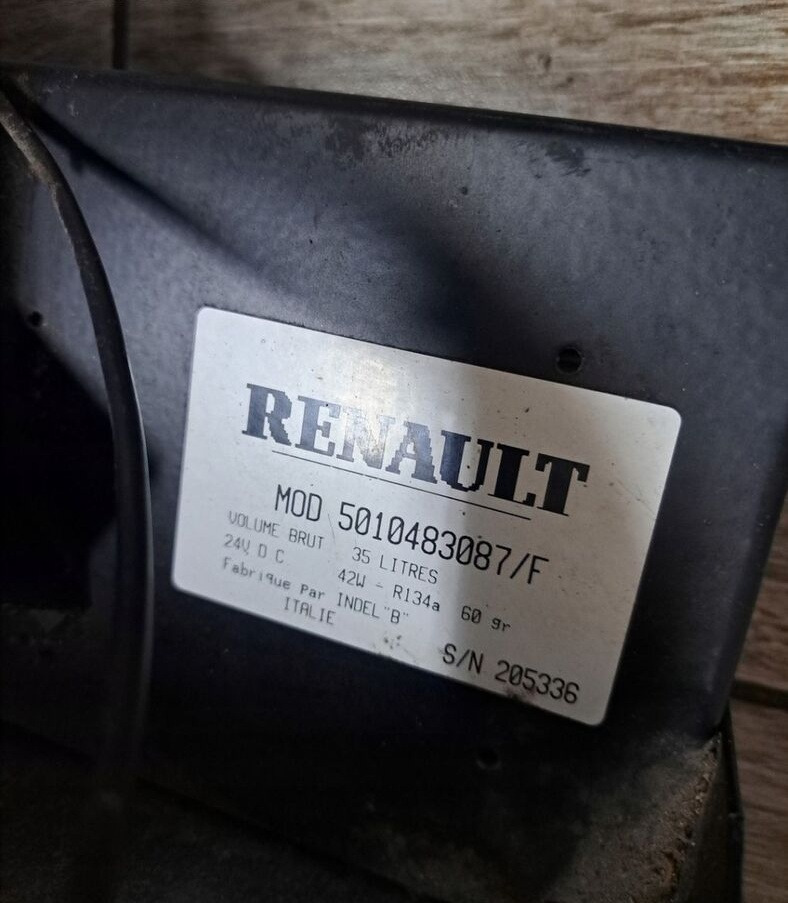 RENAULT
MOD 5010483087/F
VOLUME BRUT 35 LITRES
24V D C 42W - R134a 60 gr
Fabrique Par INDEL"B"
ITALIE
S/N 205336